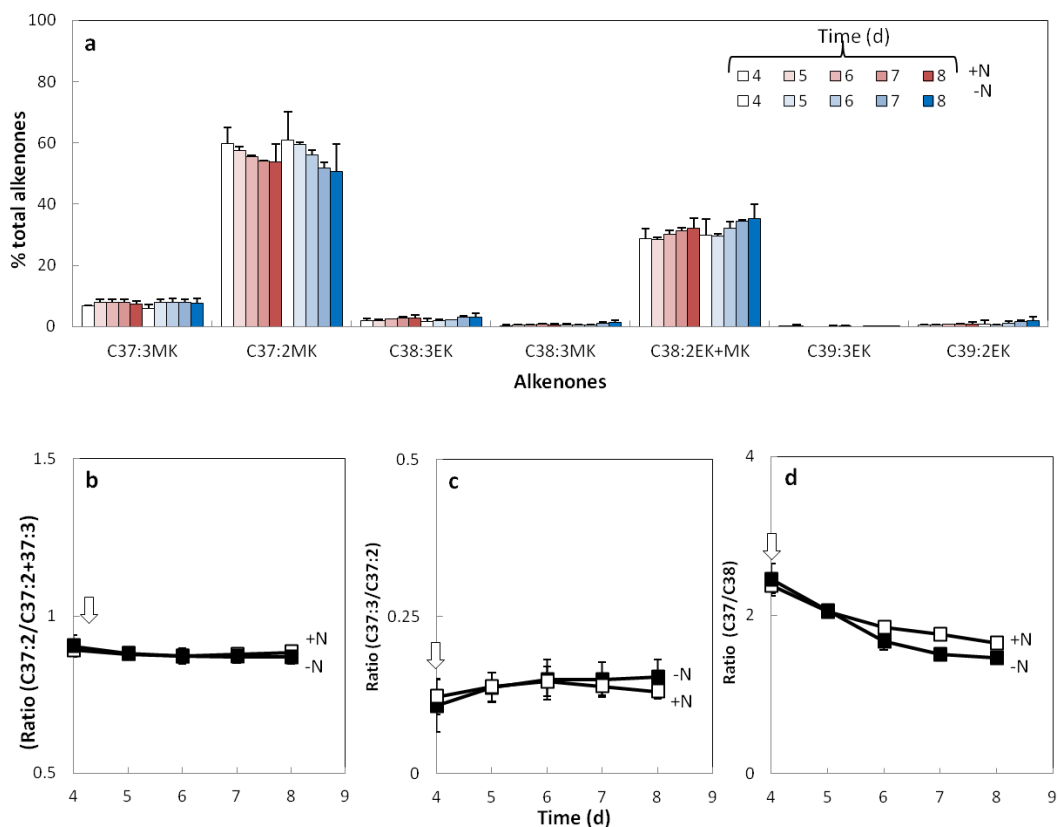 100
80
60
40
20
0
% total alkenones
a
Time (d)
4 5 6 7 8 +N
4 5 6 7 8 -N
C37:3MK C37:2MK C38:3EK C38:3MK C38:2EK+MK C39:3EK C39:2EK
Alkenones
1.5
1
0.5
(Ratio (C37:2/C37:2+37:3)
b
+N
-N
4 5 6 7 8 9
0.5
0.25
0
Ratio (C37:3/C37:2)
c
-N
+N
4 5 6 7 8 9
Time (d)
4
2
0
Ratio (C37/C38)
d
+N
-N
4 5 6 7 8 9